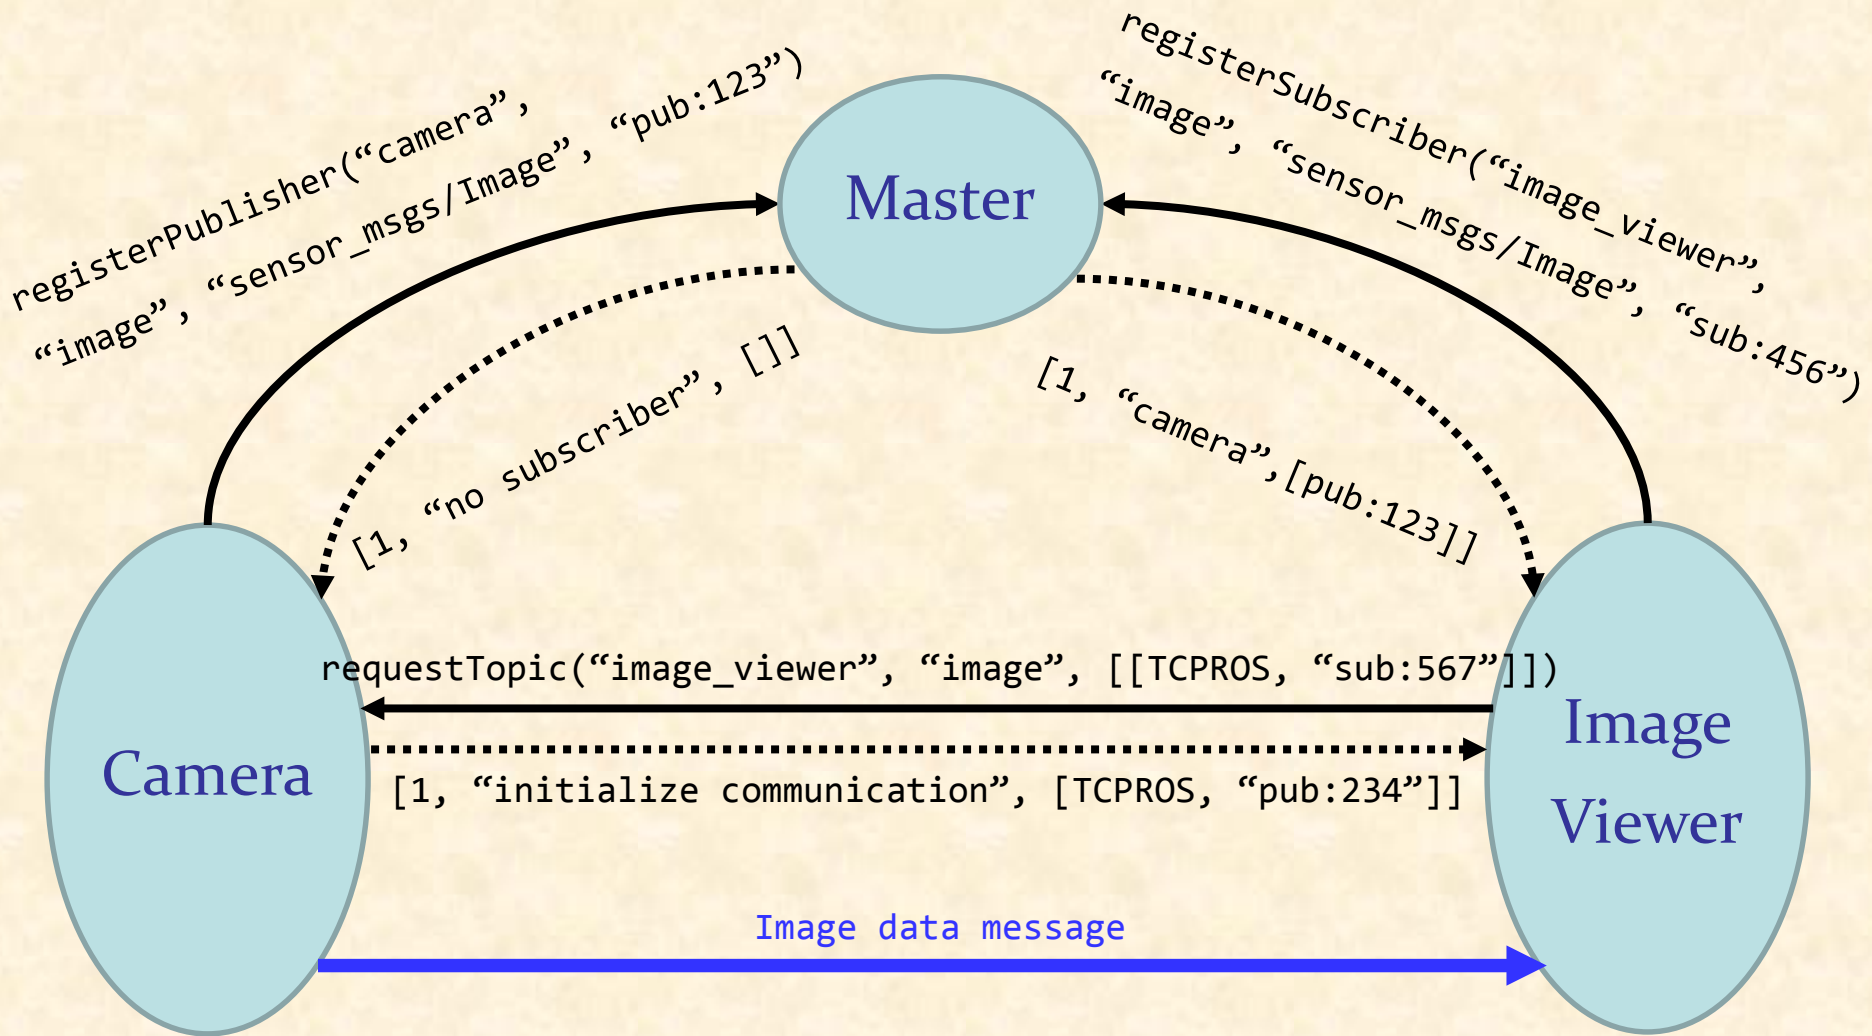 registerPublisher(“camera”,
“image”, “sensor_msgs/Image”, “pub:123”)
registerSubscriber(“image_viewer”,
“image”, “sensor_msgs/Image”, “sub:456”)
Master
[1, “no subscriber”, []]
[1, “camera”,[pub:123]]
requestTopic(“image_viewer”, “image”, [[TCPROS, “sub:567”]])
Camera
Image
Viewer
[1, “initialize communication”, [TCPROS, “pub:234”]]
Image data message